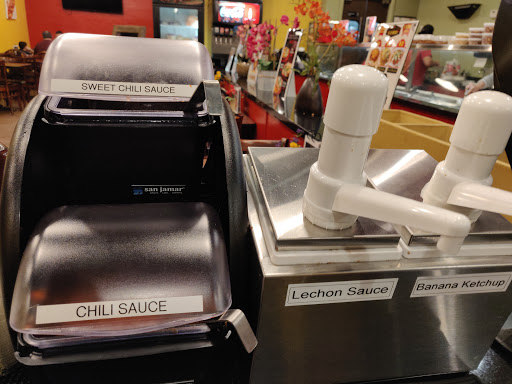 SWEET CHILI SAUCE
san jamar
CHILI SAUCE
Lechon Sauce
Banana Ketchup